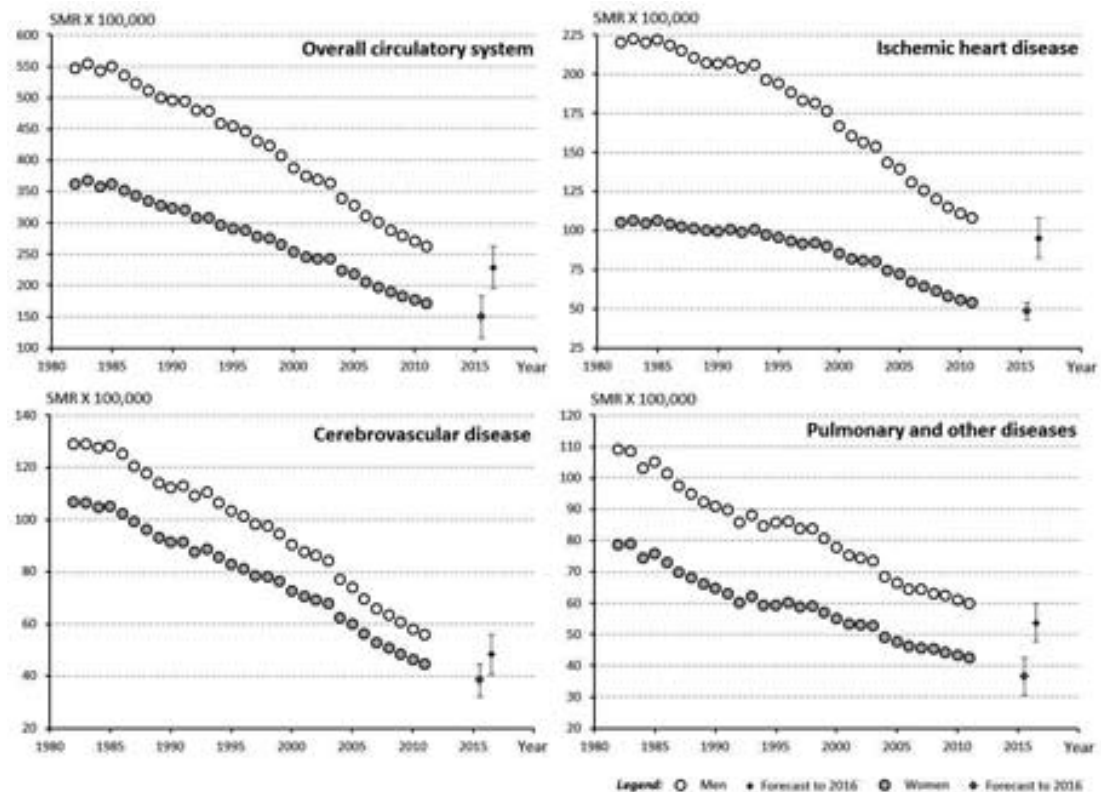 SMR X 100,000
Overall circulatory system
600
550
500
450
400
350
300
250
200
150
100
1980 1985 1990 1995 2000 2005 2010 2015 Year
SMR X 100,000
Ischemic heart disease
225
200
175
150
125
100
75
50
25
1980 1985 1990 1995 2000 2005 2010 2015 Year
SMR X 100,000
Cerebrovascular disease
140
120
100
80
60
40
20
1980 1985 1990 1995 2000 2005 2010 2015 Year
SMR X 100,000
Pulmonary and other diseases
120
110
100
90
80
70
60
50
40
30
20
1980 1985 1990 1995 2000 2005 2010 2015 Year
Legend: Men Forecast to 2016 Women Forecast to 2016